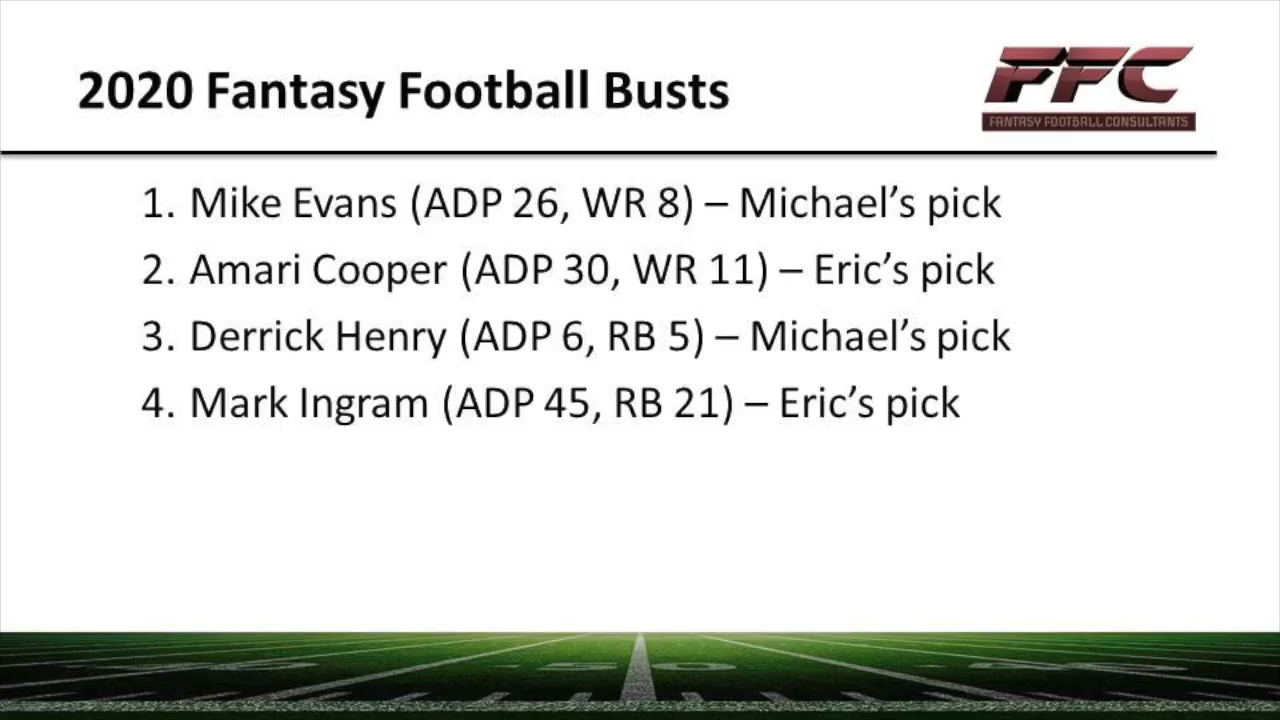 2020 Fantasy Football Busts
FFC
FANTASY FOOTBALL CONSULTANTS
1. Mike Evans (ADP 26, WR 8) – Michael’s pick
2. Amari Cooper (ADP 30, WR 11) – Eric’s pick
3. Derrick Henry (ADP 6, RB 5) – Michael’s pick
4. Mark Ingram (ADP 45, RB 21) – Eric’s pick
50